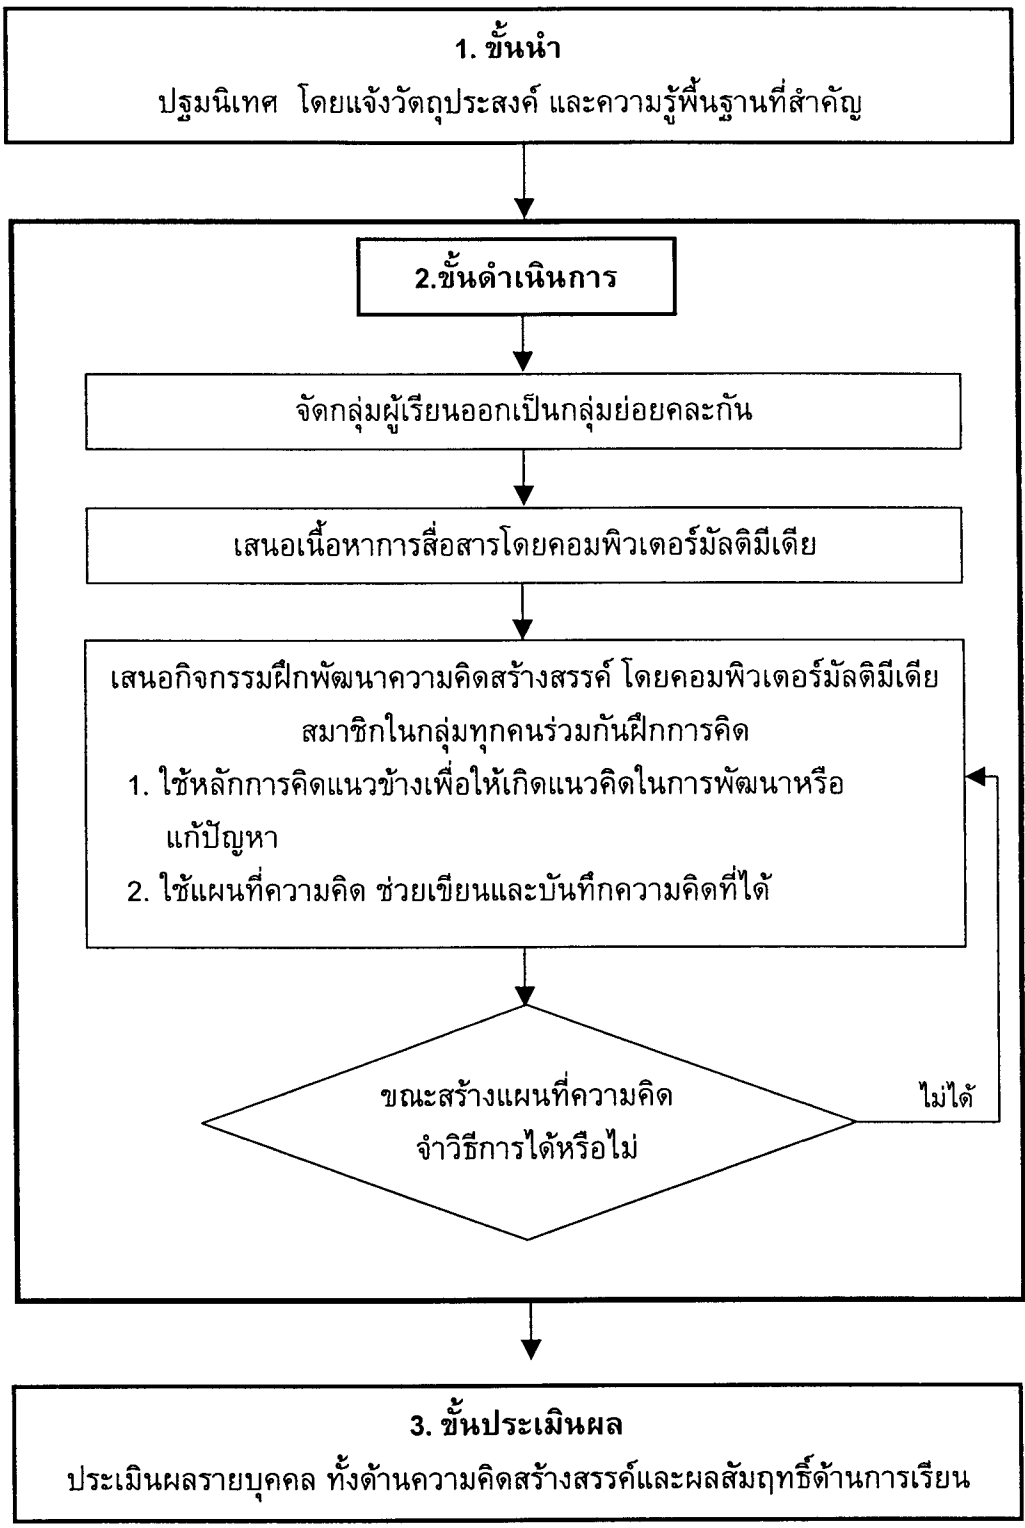 1. ขั้นนำ
ปฐมนิเทศ โดยแจ้งวัตถุประสงค์ และความรู้พื้นฐานที่สำคัญ
2.ขั้นดำเนินการ
จัดกลุ่มผู้เรียนออกเป็นกลุ่มย่อยคละกัน
เสนอเนื้อหาการสื่อสารโดยคอมพิวเตอร์มัลติมีเดีย
เสนอกิจกรรมฝึกพัฒนาความคิดสร้างสรรค์ โดยคอมพิวเตอร์มัลติมีเดีย
สมาชิกในกลุ่มทุกคนร่วมกันฝึกการคิด
1. ใช้หลักการคิดแนวข้างเพื่อให้เกิดแนวคิดในการพัฒนาหรือ
แก้ปัญหา
2. ใช้แผนที่ความคิด ช่วยเขียนและบันทึกความคิดที่ได้
ขณะสร้างแผนที่ความคิด
จำวิธีการได้หรือไม่
ไม่ได้
3. ขั้นประเมินผล
ประเมินผลรายบุคคล ทั้งด้านความคิดสร้างสรรค์และผลสัมฤทธิ์ด้านการเรียน